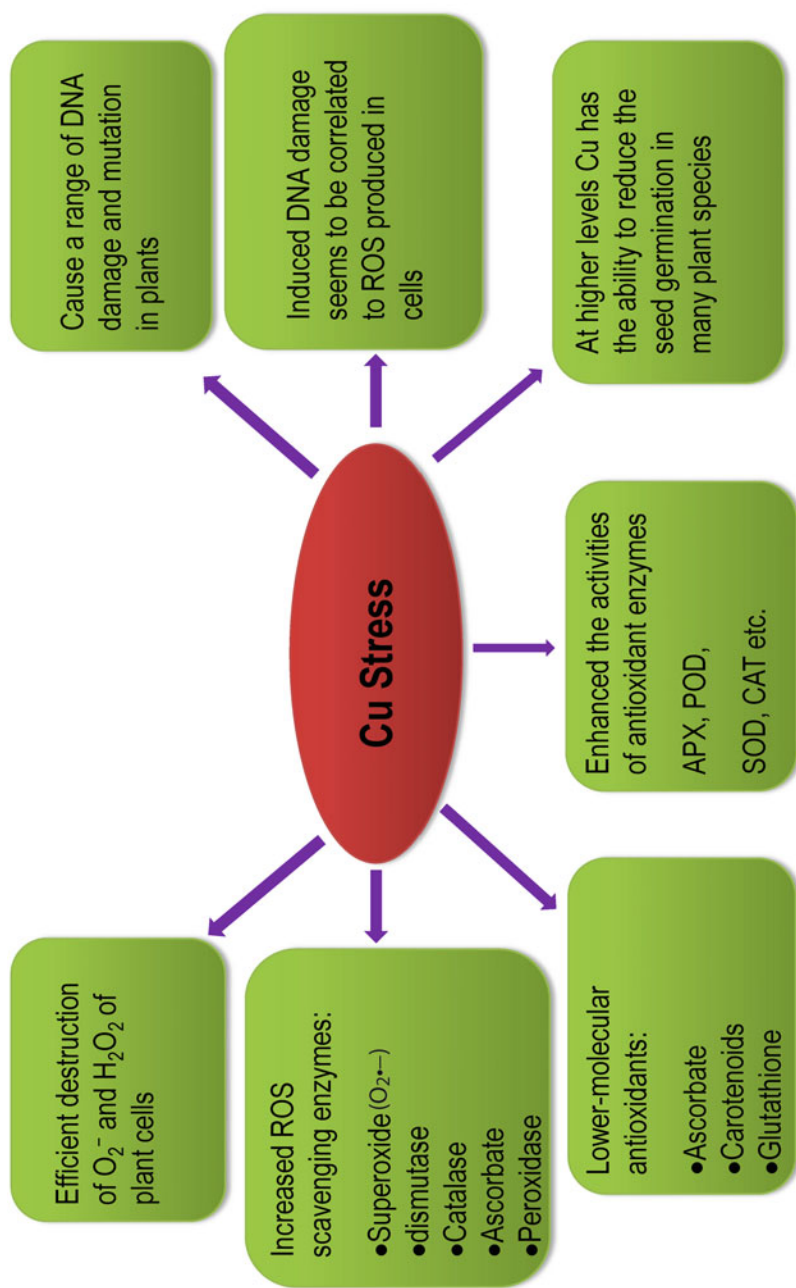 Efficient destruction
of O₂⁻ and H₂O₂ of
plant cells
Increased ROS
scavenging enzymes:
●Superoxide (O₂•−)
●dismutase
●Catalase
●Ascorbate
●Peroxidase
Lower-molecular
antioxidants:
●Ascorbate
●Carotenoids
●Glutathione
Cu Stress
Enhanced the activities
of antioxidant enzymes
APX, POD,
SOD, CAT etc.
Cause a range of DNA
damage and mutation
in plants
Induced DNA damage
seems to be correlated
to ROS produced in
cells
At higher levels Cu has
the ability to reduce the
seed germination in
many plant species